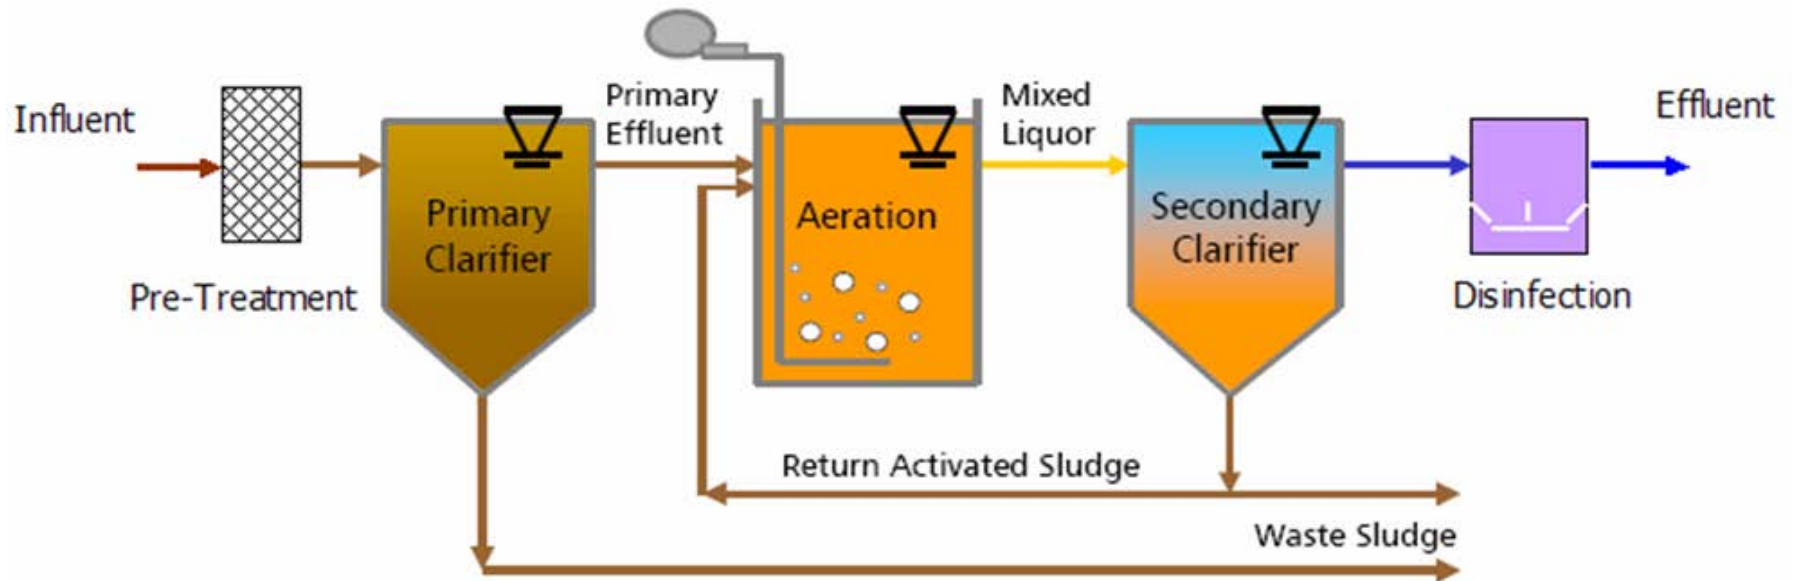 Influent
Pre-Treatment
Primary
Clarifier
Primary
Effluent
Aeration
Mixed
Liquor
Secondary
Clarifier
Disinfection
Effluent
Return Activated Sludge
Waste Sludge